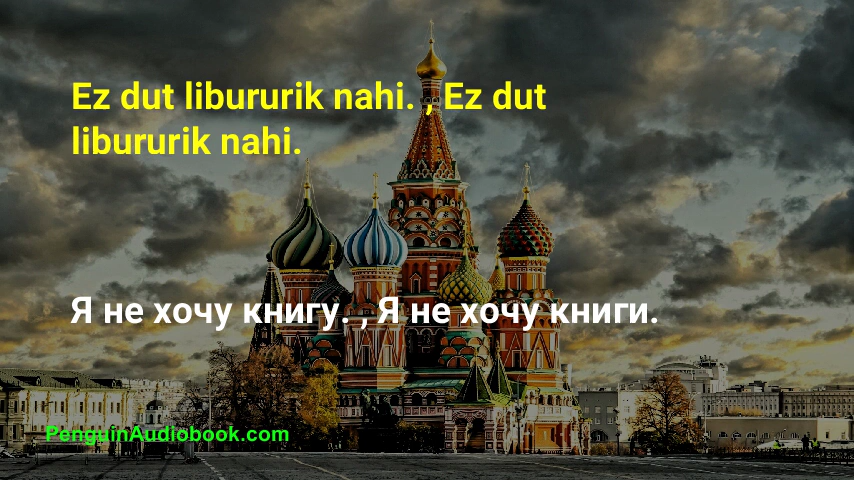 Ez dut libururik nahi. , Ez dut
libururik nahi.
Я не хочу книгу. , Я не хочу книги.
PenguinAudiobook.com